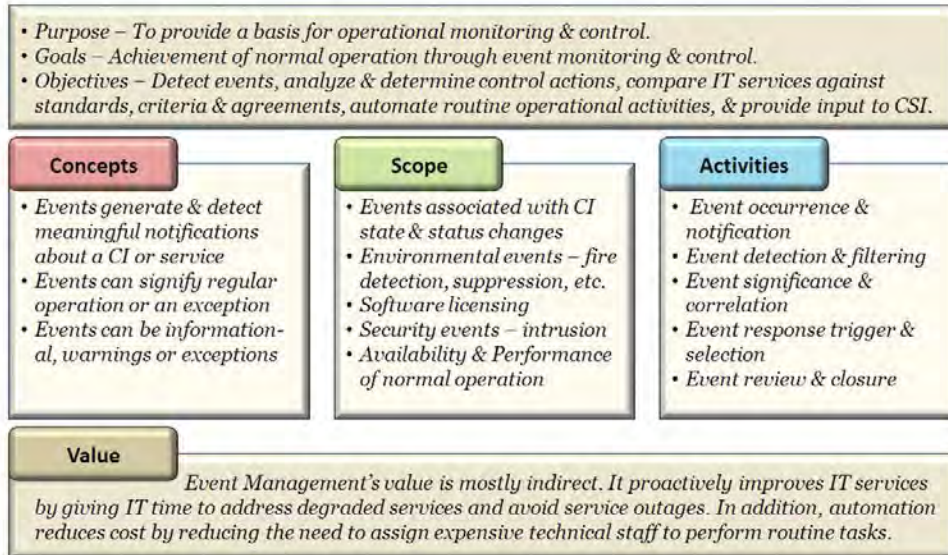 • Purpose – To provide a basis for operational monitoring & control.
• Goals – Achievement of normal operation through event monitoring & control.
• Objectives – Detect events, analyze & determine control actions, compare IT services against
standards, criteria & agreements, automate routine operational activities, & provide input to CSI.
Concepts
• Events generate & detect
meaningful notifications
about a CI or service
• Events can signify regular
operation or an exception
• Events can be information-
al, warnings or exceptions
Scope
• Events associated with CI
state & status changes
• Environmental events – fire
detection, suppression, etc.
• Software licensing
• Security events – intrusion
• Availability & Performance
of normal operation
Activities
• Event occurrence &
notification
• Event detection & filtering
• Event significance &
correlation
• Event response trigger &
selection
• Event review & closure
Value
Event Management's value is mostly indirect. It proactively improves IT services
by giving IT time to address degraded services and avoid service outages. In addition, automation
reduces cost by reducing the need to assign expensive technical staff to perform routine tasks.